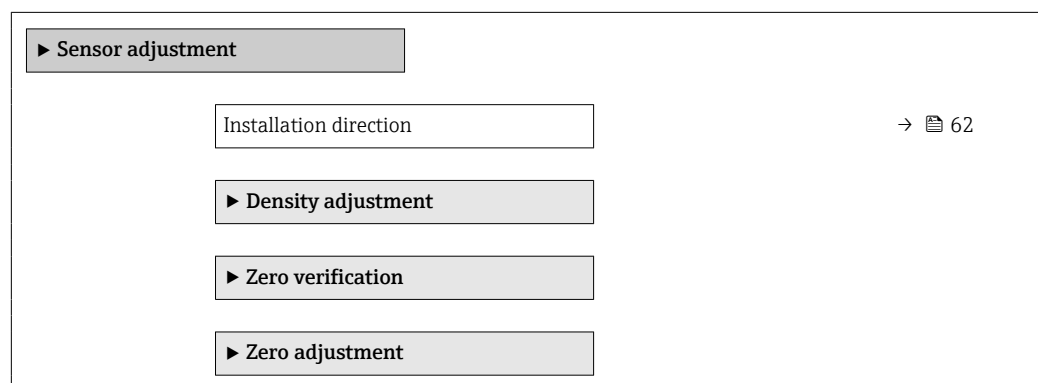 ▶ Sensor adjustment
Installation direction → 62
▶ Density adjustment
▶ Zero verification
▶ Zero adjustment